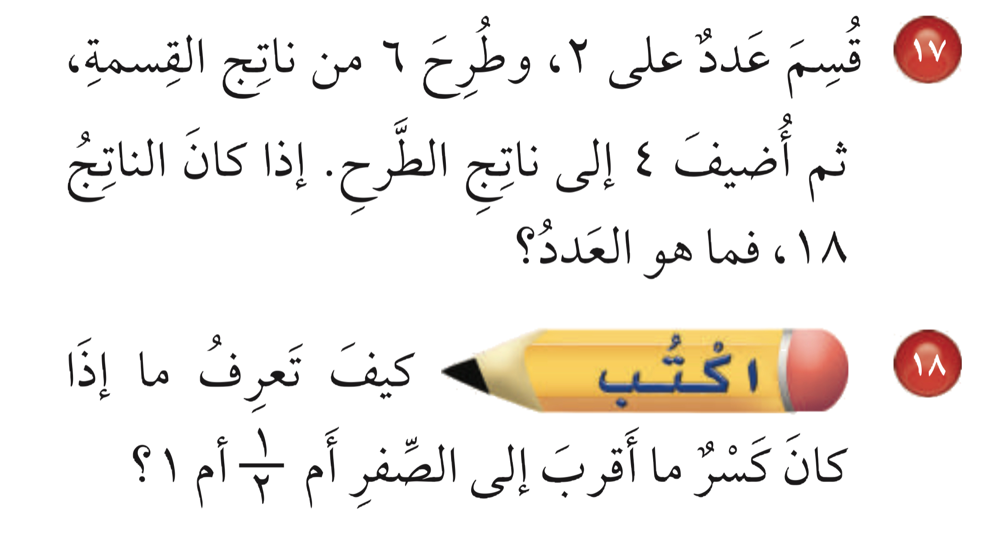 ١٧ قُسِمَ عَددٌ على ٢، وطُرِحَ ٦ من ناتِج القِسمةِ،
ثم أُضيفَ ٤ إلى ناتِجِ الطَّرحِ. إذا كانَ الناتِجُ
١٨، فما هو العَددُ؟
١٨ اكْتُب كيفَ تَعرِفُ ما إذَا
كانَ كَسْرٌ ما أَقربَ إلى الصِّفرِ أَم ١/٢ أم ١؟